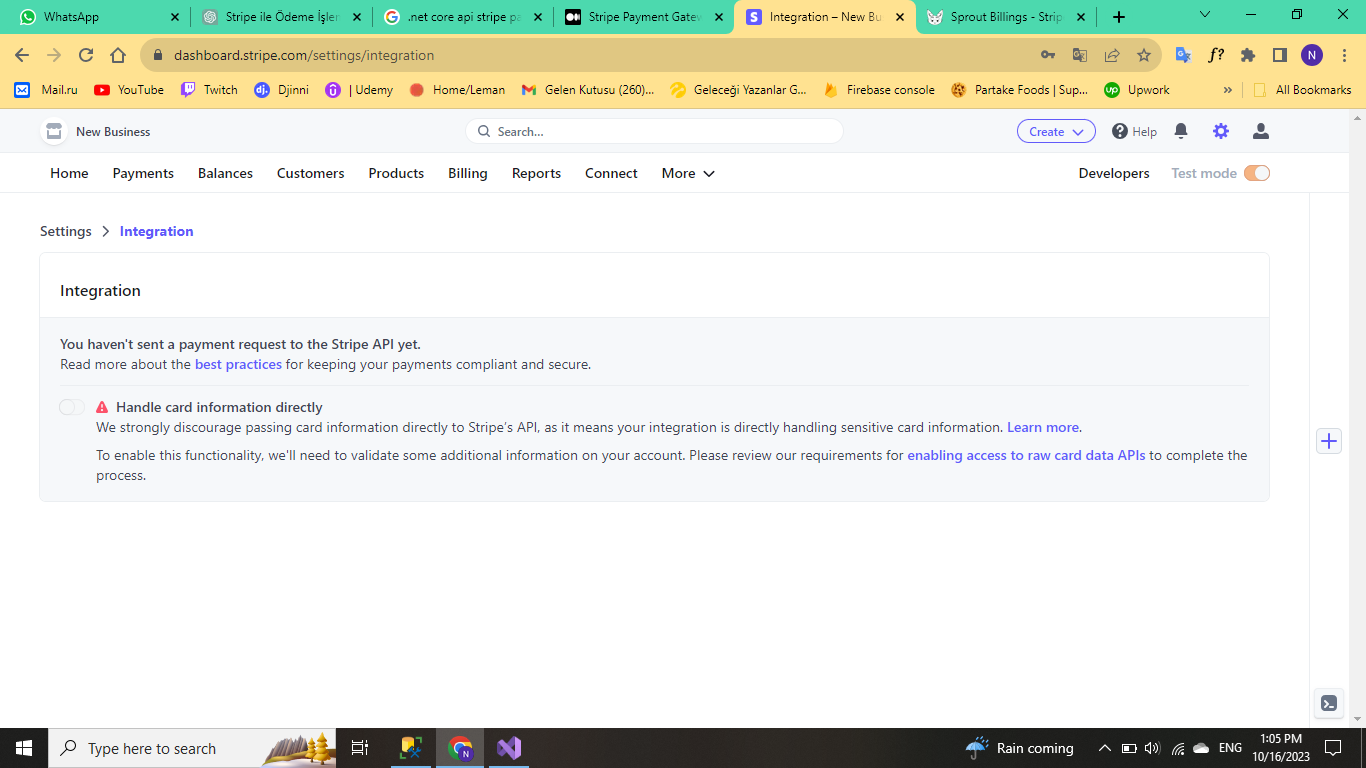 WhatsApp
Stripe ile Ödeme İşler
.net core api stripe pa
Stripe Payment Gatew
Integration – New Bu
Sprout Billings - Strip
dashboard.stripe.com/settings/integration
f?
N
Mail.ru
YouTube
Twitch
dj. Djinni
| Udemy
Home/Leman
Gelen Kutusu (260)...
Geleceği Yazanlar G...
Firebase console
Partake Foods | Sup...
up Upwork
»
All Bookmarks
New Business
Search...
Create
Help
Home
Payments
Balances
Customers
Products
Billing
Reports
Connect
More
Developers
Test mode
Settings > Integration
Integration
You haven't sent a payment request to the Stripe API yet.
Read more about the best practices for keeping your payments compliant and secure.
Handle card information directly
We strongly discourage passing card information directly to Stripe's API, as it means your integration is directly handling sensitive card information. Learn more.
To enable this functionality, we'll need to validate some additional information on your account. Please review our requirements for enabling access to raw card data APIs to complete the
process.
Type here to search
N
Rain coming
ENG
1:05 PM
10/16/2023